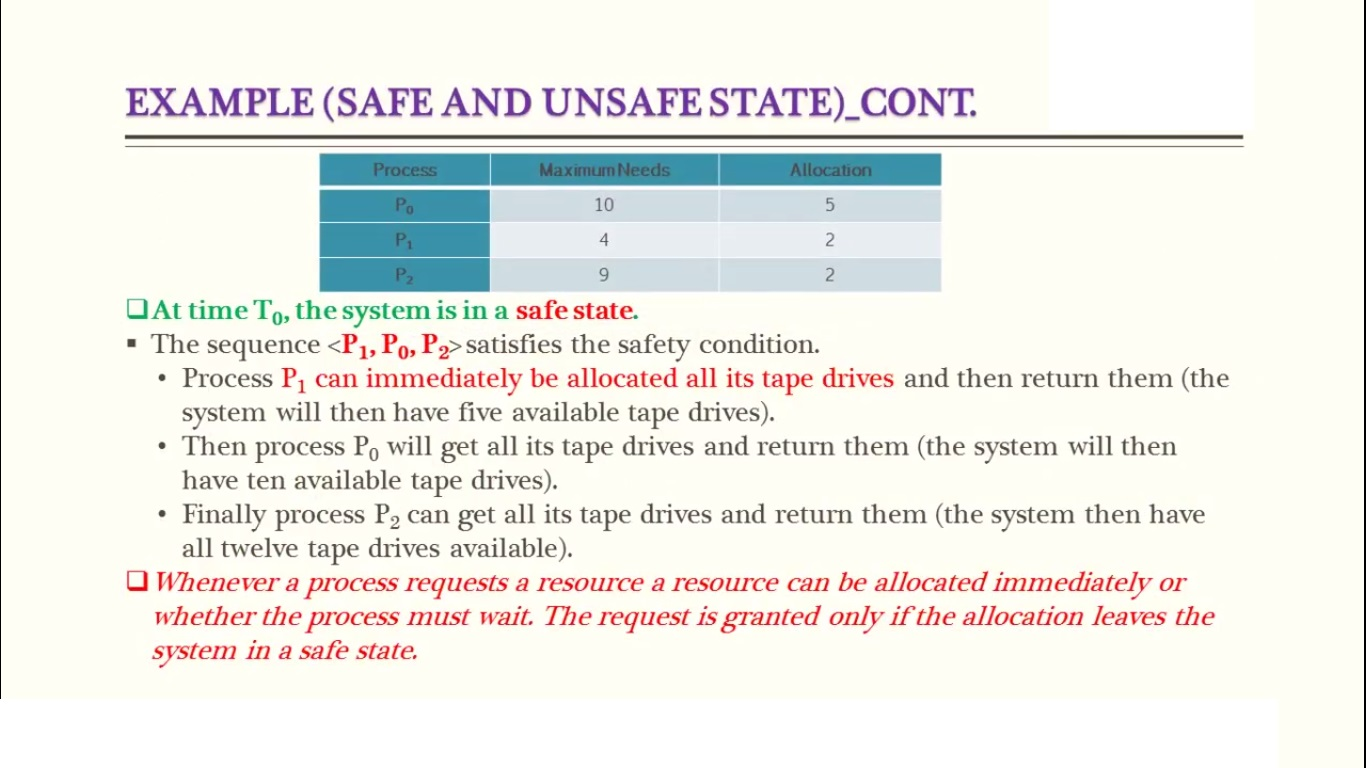 EXAMPLE (SAFE AND UNSAFE STATE)_CONT.
Process Maximum Needs Allocation
P₀ 10 5
P₁ 4 2
P₂ 9 2
❑At time T₀, the system is in a safe state.
▪ The sequence <P₁, P₀, P₂> satisfies the safety condition.
• Process P₁ can immediately be allocated all its tape drives and then return them (the
system will then have five available tape drives).
• Then process P₀ will get all its tape drives and return them (the system will then
have ten available tape drives).
• Finally process P₂ can get all its tape drives and return them (the system then have
all twelve tape drives available).
❑Whenever a process requests a resource a resource can be allocated immediately or
whether the process must wait. The request is granted only if the allocation leaves the
system in a safe state.